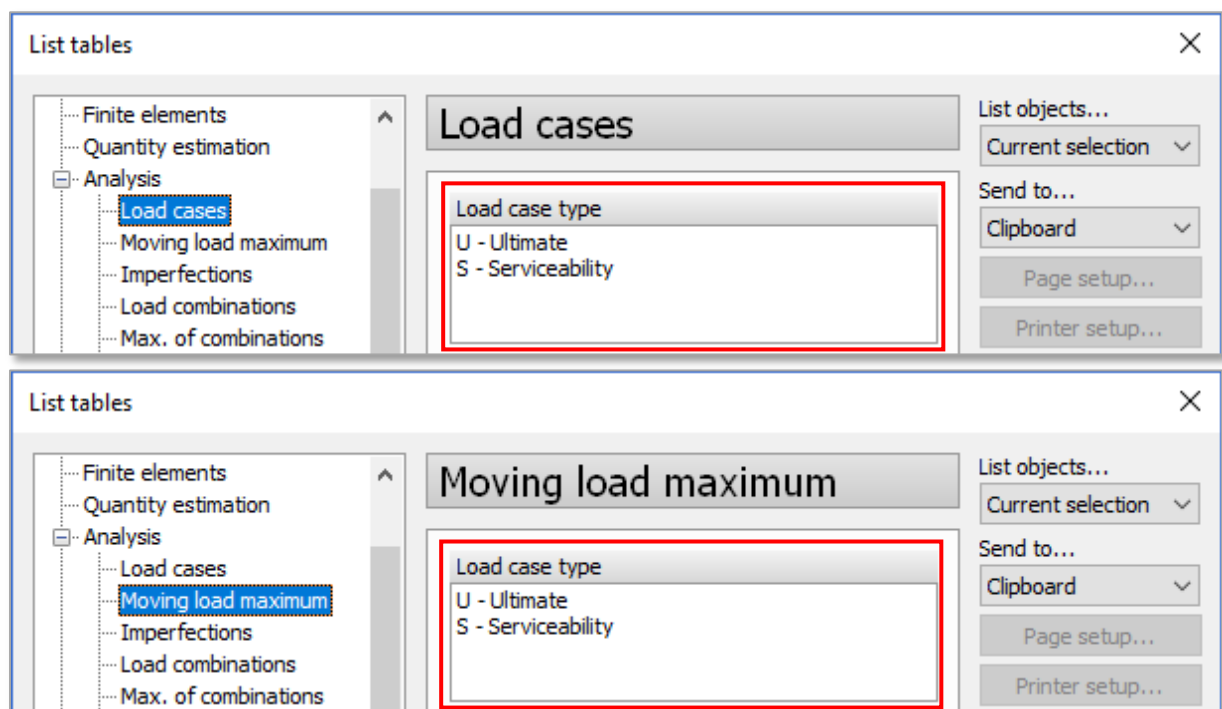 List tables
Finite elements
Quantity estimation
Analysis
Load cases
Moving load maximum
Imperfections
Load combinations
Max. of combinations
Load cases
Load case type
U - Ultimate
S - Serviceability
List objects...
Current selection
Send to...
Clipboard
Page setup...
Printer setup...
List tables
Finite elements
Quantity estimation
Analysis
Load cases
Moving load maximum
Imperfections
Load combinations
Max. of combinations
Moving load maximum
Load case type
U - Ultimate
S - Serviceability
List objects...
Current selection
Send to...
Clipboard
Page setup...
Printer setup...